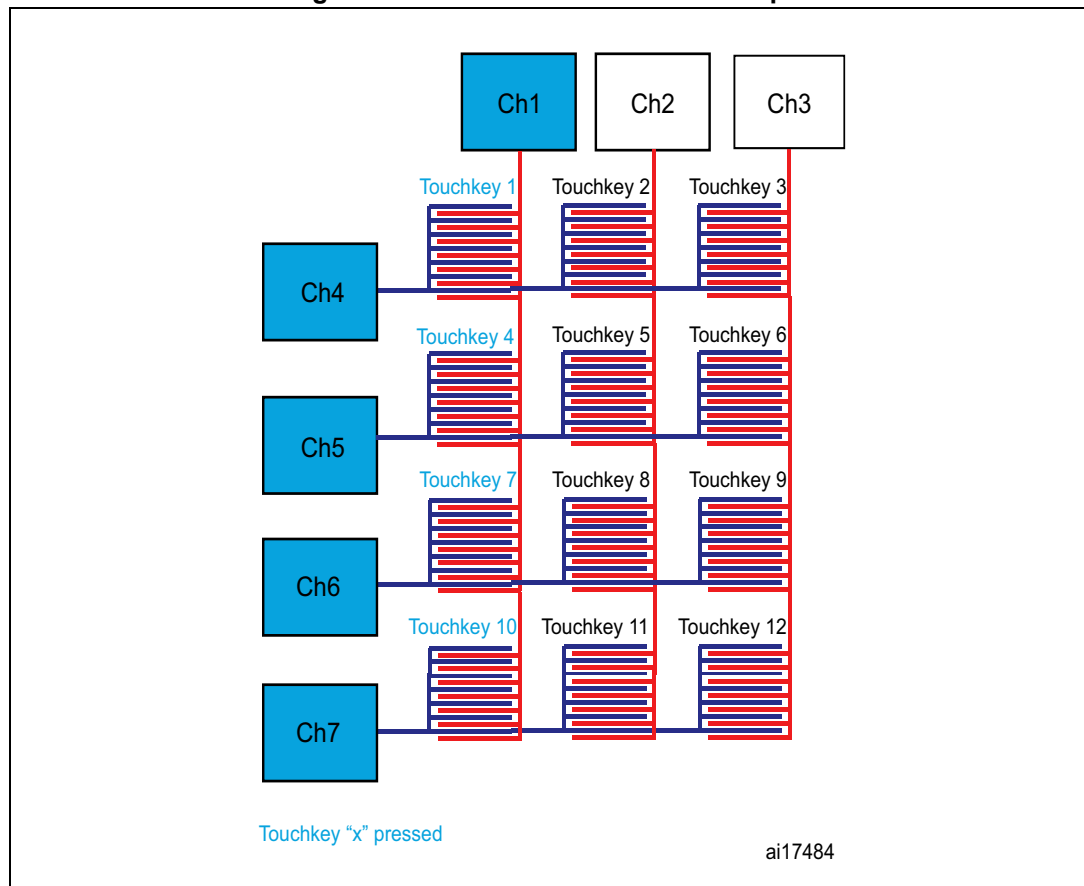 Ch1 Ch2 Ch3
Touchkey 1 Touchkey 2 Touchkey 3
Ch4
Touchkey 4 Touchkey 5 Touchkey 6
Ch5
Touchkey 7 Touchkey 8 Touchkey 9
Ch6
Touchkey 10 Touchkey 11 Touchkey 12
Ch7
Touchkey “x” pressed
ai17484